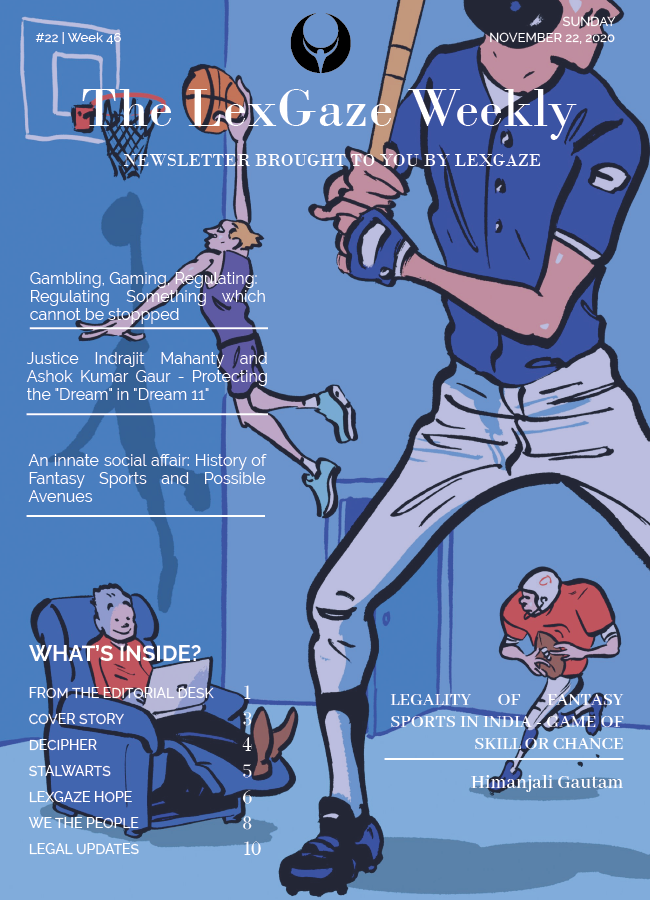 #22 | Week 46
SUNDAY
NOVEMBER 22, 2020
The LexGaze Weekly
NEWSLETTER BROUGHT TO YOU BY LEXGAZE
Gambling, Gaming, Regulating:
Regulating Something which
cannot be stoppped
Justice Indrajit Mahanty and
Ashok Kumar Gaur - Protecting
the "Dream" in "Dream 11"
An innate social affair: History of
Fantasy Sports and Possible
Avenues
WHAT'S INSIDE?
FROM THE EDITORIAL DESK 1
COVER STORY 3
DECIPHER 4
STALWARTS 5
LEXGAZE HOPE 6
WE THE PEOPLE 8
LEGAL UPDATES 10
LEGALITY OF FANTASY
SPORTS IN INDIA - GAME OF
SKILL OR CHANCE
Himanjali Gautam